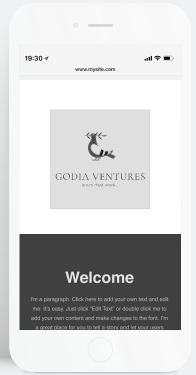 19:30
www.mysite.com
GODIA VENTURES
Welcome
I'm a paragraph. Click here to add your own text and edit
me. It's easy. Just click "Edit Text" or double click me to
add your own content and make changes to the font. I'm
a great place for you to tell a story and let your users